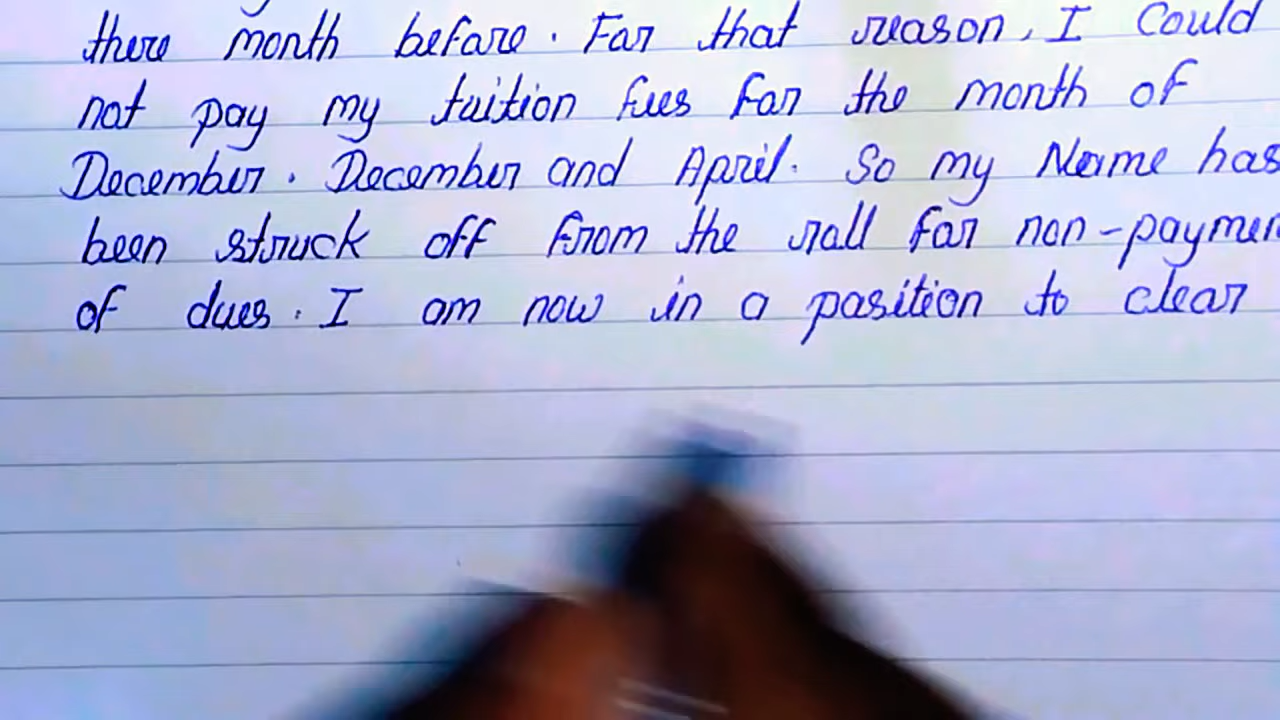 there month before . For that reason, I Could
not pay my tuition fees for the month of
December . December and April . So my Name has
been struck off from the roll for non-paymen
of dues . I am now in a position to clear